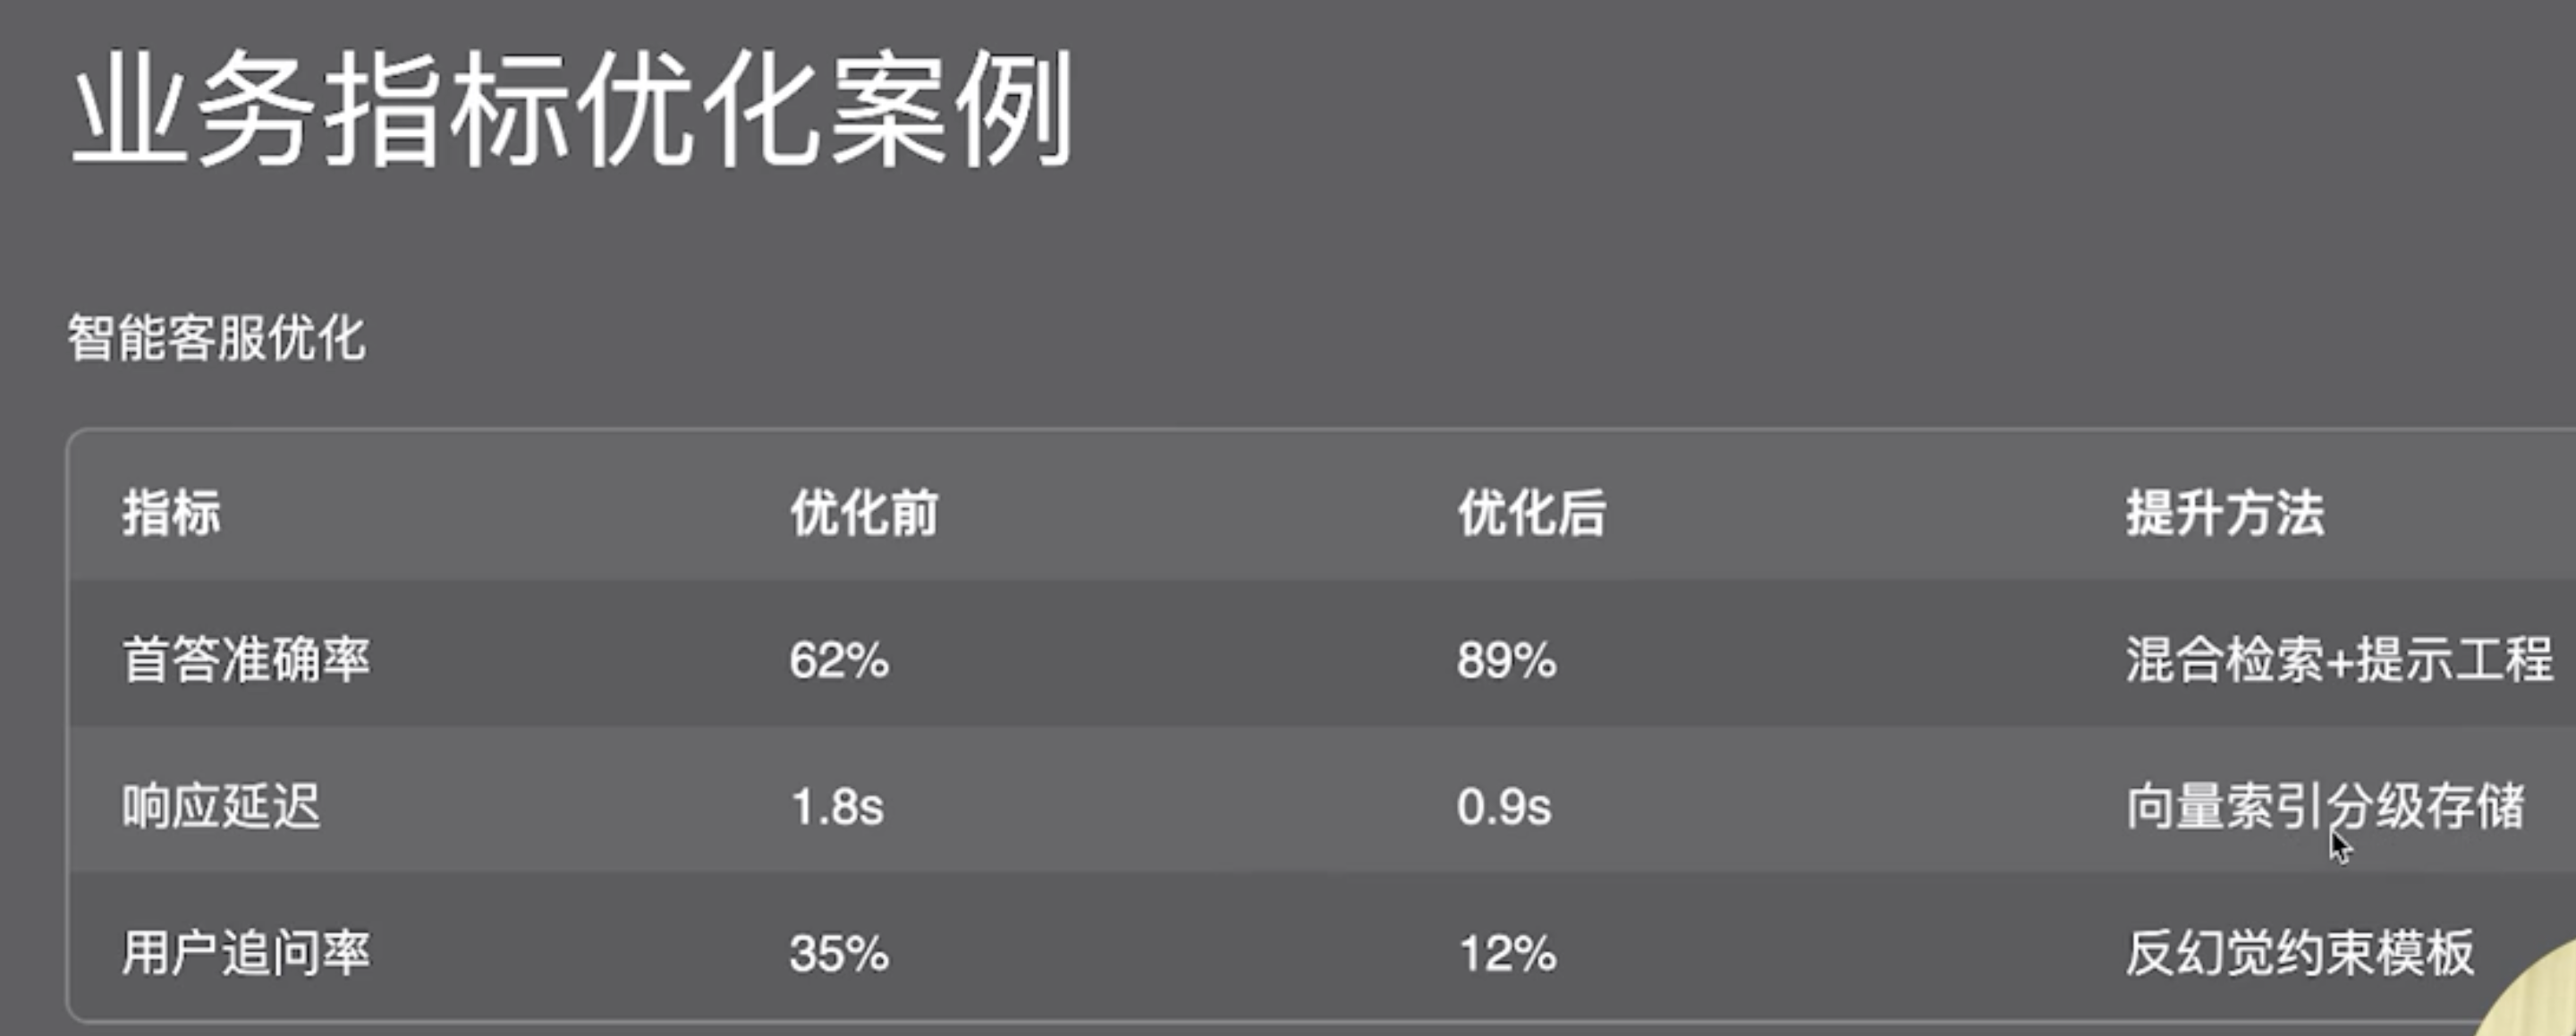 业务指标优化案例
智能客服优化
指标 优化前 优化后 提升方法
首答准确率 62% 89% 混合检索+提示工程
响应延迟 1.8s 0.9s 向量索引分级存储
用户追问率 35% 12% 反幻觉约束模板